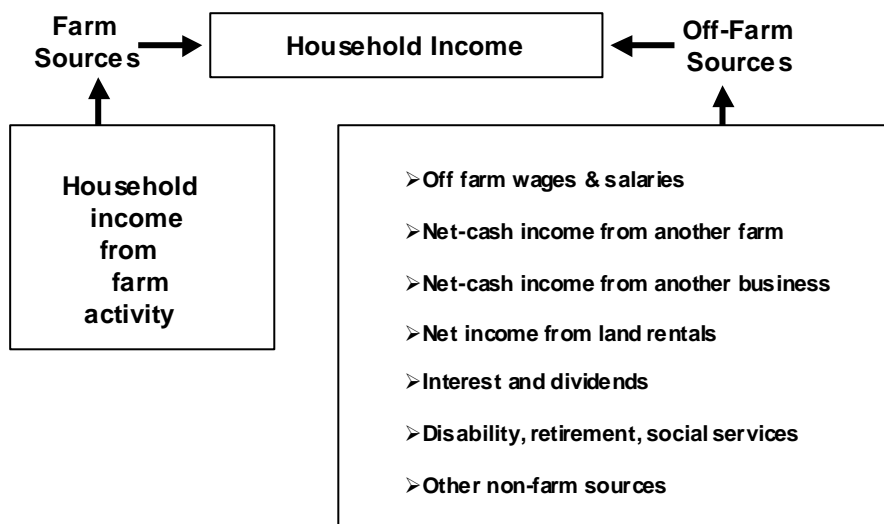 Farm
Sources
Household Income
Off-Farm
Sources
Household
income
from
farm
activity
➢Off farm wages & salaries
➢Net-cash income from another farm
➢Net-cash income from another business
➢Net income from land rentals
➢Interest and dividends
➢Disability, retirement, social services
➢Other non-farm sources